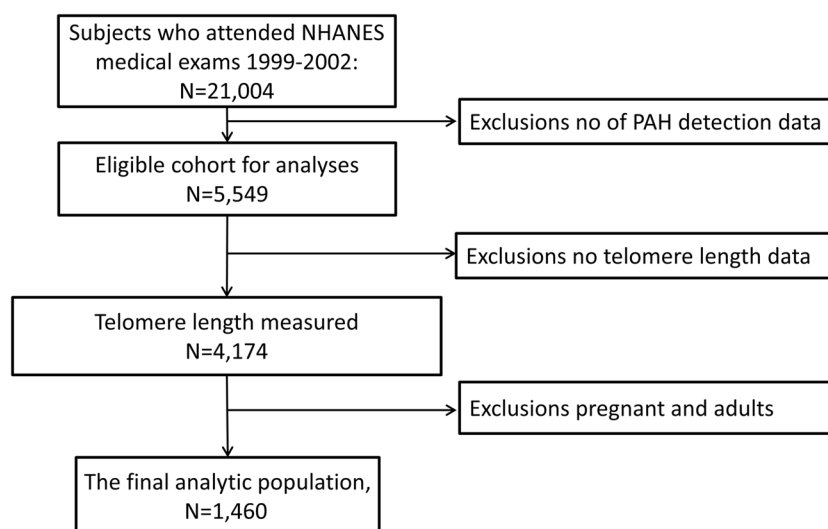 Subjects who attended NHANES
medical exams 1999-2002:
N=21,004
Exclusions no of PAH detection data
Eligible cohort for analyses
N=5,549
Exclusions no telomere length data
Telomere length measured
N=4,174
Exclusions pregnant and adults
The final analytic population,
N=1,460